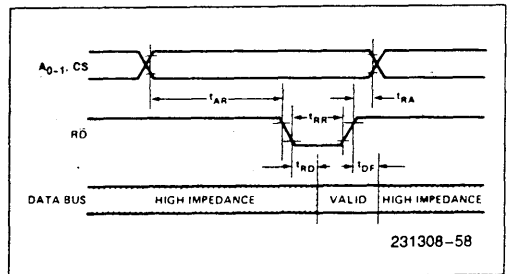 A0–1, CS
tAR
tRR
tRA
RD
tRD
tDF
DATA BUS HIGH IMPEDANCE VALID HIGH IMPEDANCE
231308–58